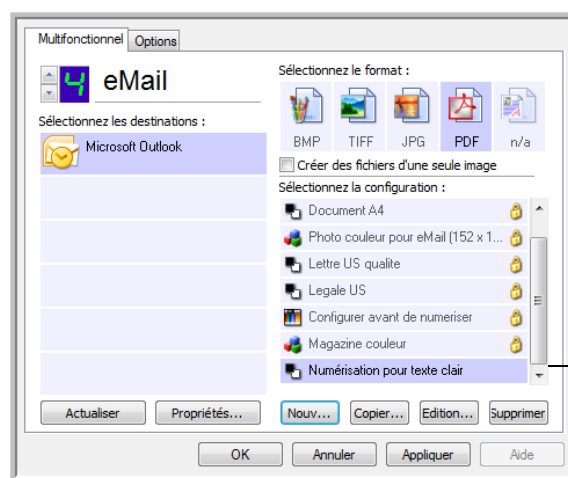 Multifonctionnel Options
4 eMail
Sélectionnez les destinations :
Microsoft Outlook
Actualiser Propriétés...
Sélectionnez le format :
BMP TIFF JPG PDF n/a
Créer des fichiers d'une seule image
Sélectionnez la configuration :
Document A4
Photo couleur pour eMail (152 x 1...
Lettre US qualite
Legale US
Configurer avant de numeriser
Magazine couleur
Numérisation pour texte clair
Nouv... Copier... Edition... Supprimer
OK Annuler Appliquer Aide